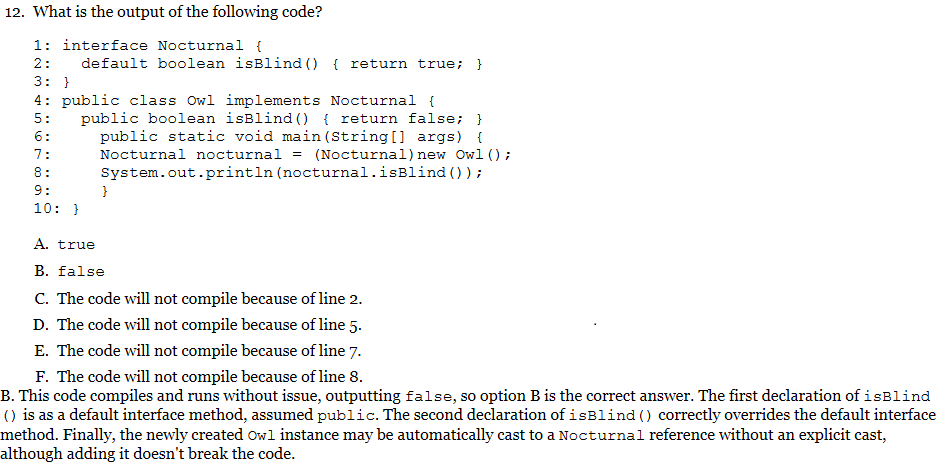 12. What is the output of the following code?
1: interface Nocturnal {
2: default boolean isBlind() { return true; }
3: }
4: public class Owl implements Nocturnal {
5: public boolean isBlind() { return false; }
6: public static void main(String[] args) {
7: Nocturnal nocturnal = (Nocturnal)new Owl();
8: System.out.println(nocturnal.isBlind());
9: }
10: }
A. true
B. false
C. The code will not compile because of line 2.
D. The code will not compile because of line 5.
E. The code will not compile because of line 7.
F. The code will not compile because of line 8.
B. This code compiles and runs without issue, outputting false, so option B is the correct answer. The first declaration of isBlind
() is as a default interface method, assumed public. The second declaration of isBlind() correctly overrides the default interface
method. Finally, the newly created Owl instance may be automatically cast to a Nocturnal reference without an explicit cast,
although adding it doesn't break the code.